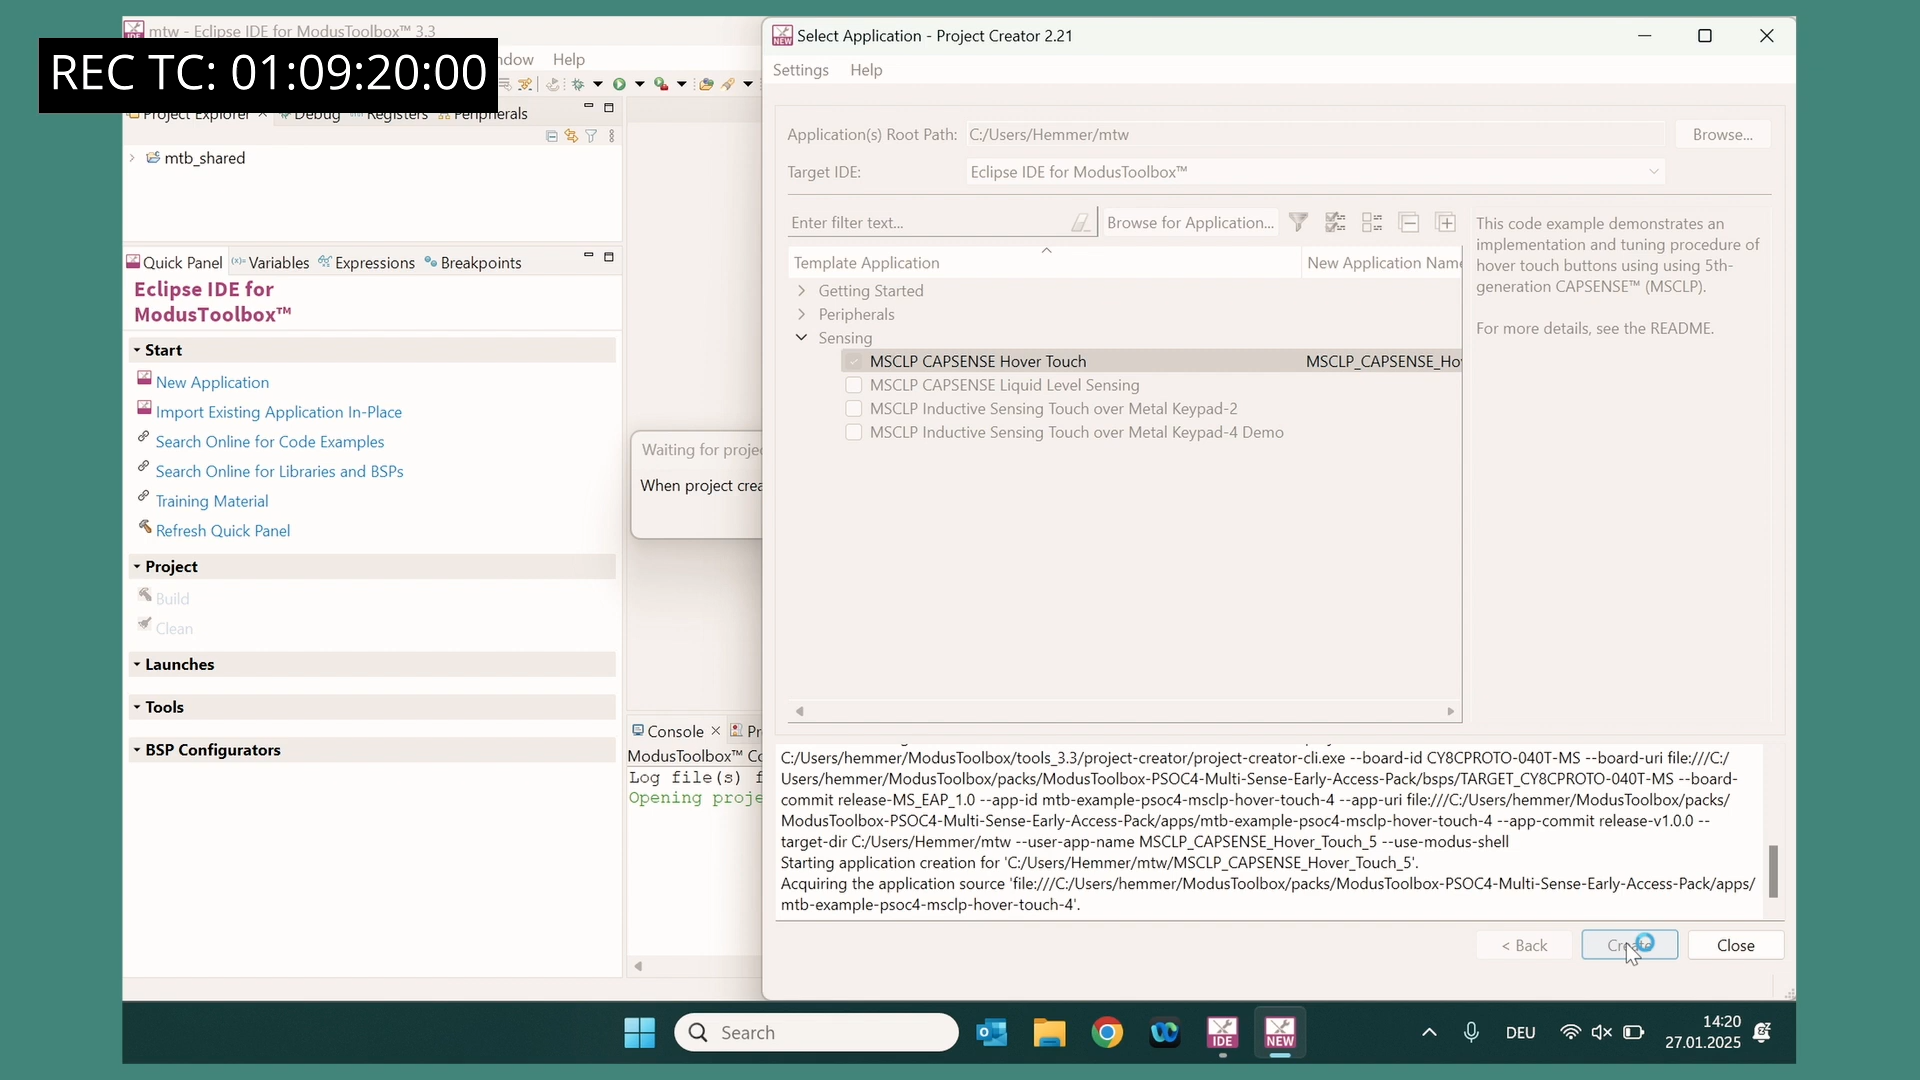 mtw - Eclipse IDE for ModusToolbox™ 3.3
REC TC: 01:09:20:00
ndow Help
Project Explorer Debug Registers Peripherals
mtb_shared
Quick Panel (x)= Variables Expressions Breakpoints
Eclipse IDE for
ModusToolbox™
Start
New Application
Import Existing Application In-Place
Search Online for Code Examples
Search Online for Libraries and BSPs
Training Material
Refresh Quick Panel
Project
Build
Clean
Launches
Tools
BSP Configurators
Waiting for proje
When project crea
Console Pr
ModusToolbox™ Co
Log file(s) f
Opening proje
NEW
Select Application - Project Creator 2.21
Settings Help
Application(s) Root Path: C:/Users/Hemmer/mtw Browse...
Target IDE: Eclipse IDE for ModusToolbox™
Enter filter text... Browse for Application...
Template Application New Application Name
Getting Started
Peripherals
Sensing
MSCLP CAPSENSE Hover Touch MSCLP_CAPSENSE_Ho
MSCLP CAPSENSE Liquid Level Sensing
MSCLP Inductive Sensing Touch over Metal Keypad-2
MSCLP Inductive Sensing Touch over Metal Keypad-4 Demo
This code example demonstrates an
implementation and tuning procedure of
hover touch buttons using using 5th-
generation CAPSENSE™ (MSCLP).
For more details, see the README.
C:/Users/hemmer/ModusToolbox/tools_3.3/project-creator/project-creator-cli.exe --board-id CY8CPROTO-040T-MS --board-uri file:///C:/
Users/hemmer/ModusToolbox/packs/ModusToolbox-PSOC4-Multi-Sense-Early-Access-Pack/bsps/TARGET_CY8CPROTO-040T-MS --board-
commit release-MS_EAP_1.0 --app-id mtb-example-psoc4-msclp-hover-touch-4 --app-uri file:///C:/Users/hemmer/ModusToolbox/packs/
ModusToolbox-PSOC4-Multi-Sense-Early-Access-Pack/apps/mtb-example-psoc4-msclp-hover-touch-4 --app-commit release-v1.0.0 --
target-dir C:/Users/Hemmer/mtw --user-app-name MSCLP_CAPSENSE_Hover_Touch_5 --use-modus-shell
Starting application creation for 'C:/Users/Hemmer/mtw/MSCLP_CAPSENSE_Hover_Touch_5'.
Acquiring the application source 'file:///C:/Users/hemmer/ModusToolbox/packs/ModusToolbox-PSOC4-Multi-Sense-Early-Access-Pack/apps/
mtb-example-psoc4-msclp-hover-touch-4'.
< Back Create Close
Search
IDE
NEW
DEU
14:20
27.01.2025